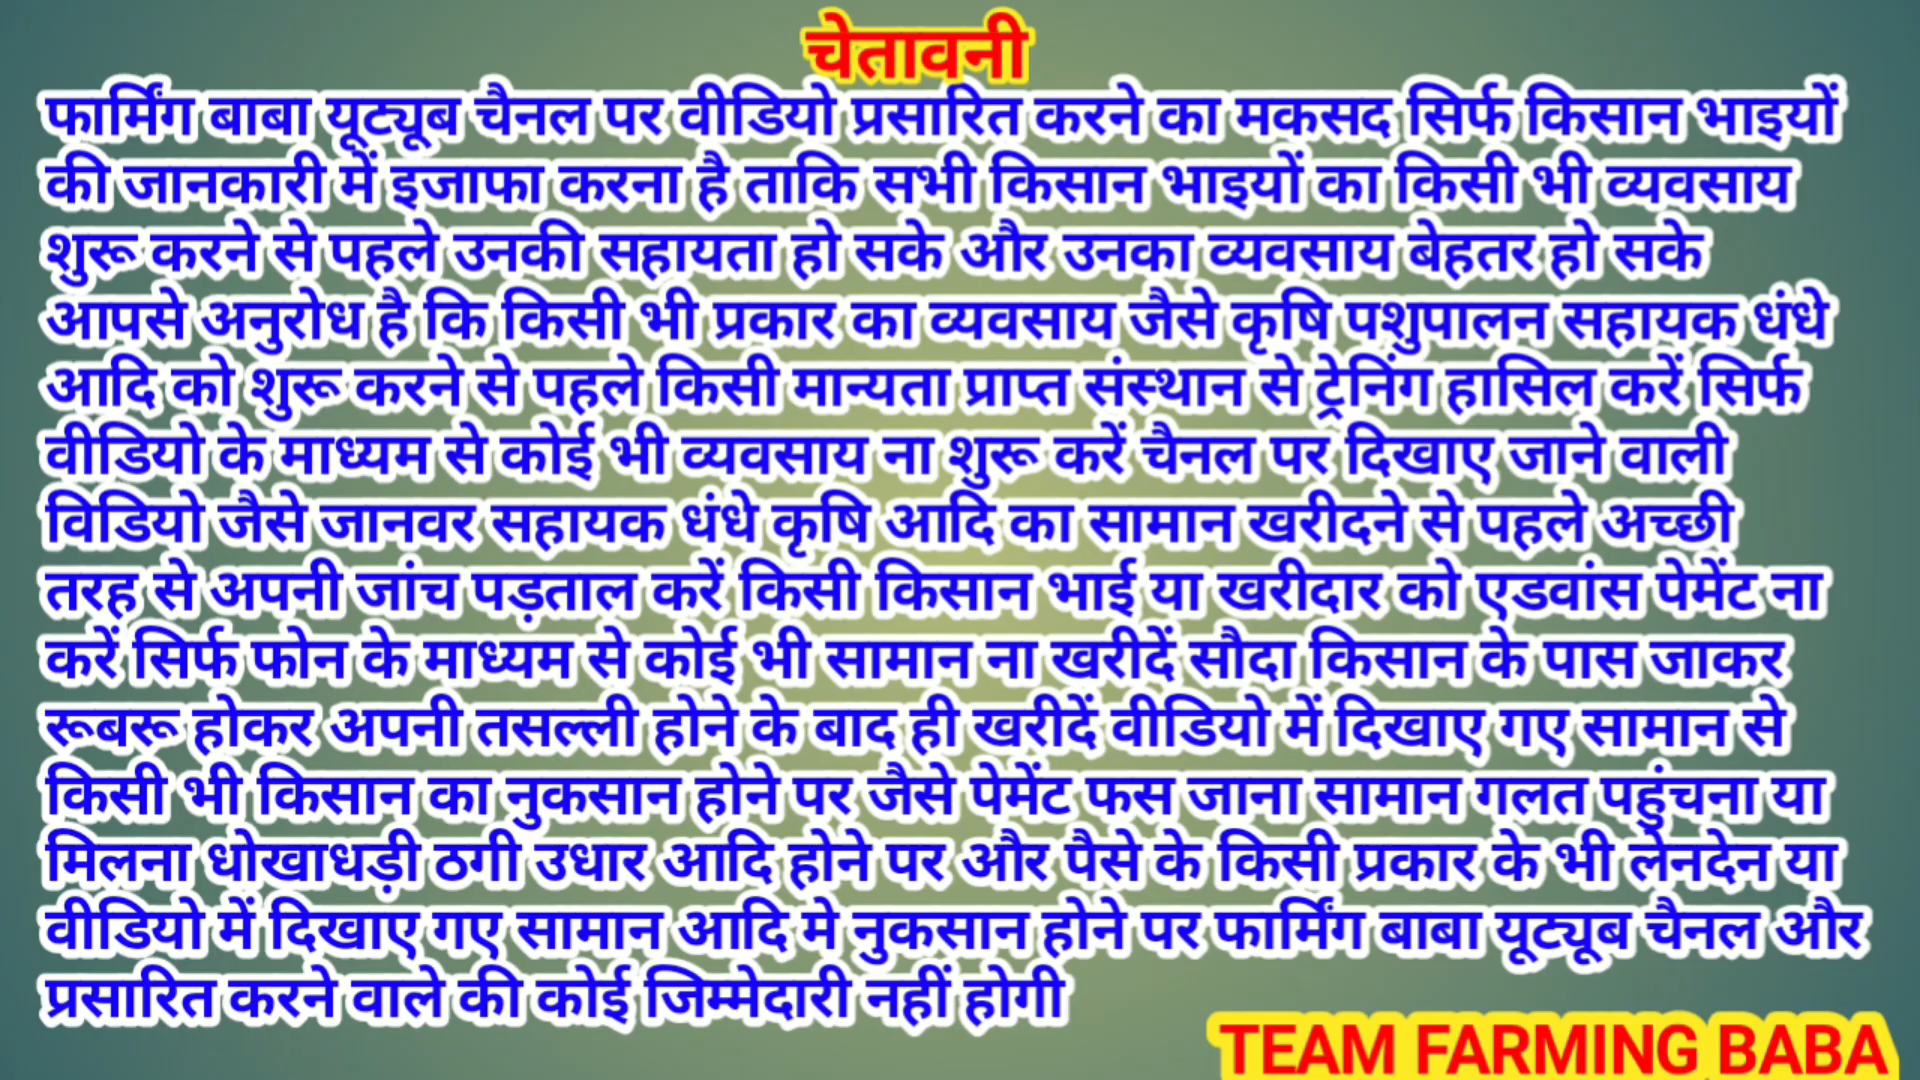 चेतावनी
फार्मिंग बाबा यूट्यूब चैनल पर वीडियो प्रसारित करने का मकसद सिर्फ किसान भाइयों
की जानकारी में इजाफा करना है ताकि सभी किसान भाइयों का किसी भी व्यवसाय
शुरू करने से पहले उनकी सहायता हो सके और उनका व्यवसाय बेहतर हो सके
आपसे अनुरोध है कि किसी भी प्रकार का व्यवसाय जैसे कृषि पशुपालन सहायक धंधे
आदि को शुरू करने से पहले किसी मान्यता प्राप्त संस्थान से ट्रेनिंग हासिल करें सिर्फ
वीडियो के माध्यम से कोई भी व्यवसाय ना शुरू करें चैनल पर दिखाए जाने वाली
विडियो जैसे जानवर सहायक धंधे कृषि आदि का सामान खरीदने से पहले अच्छी
तरह से अपनी जांच पड़ताल करें किसी किसान भाई या खरीदार को एडवांस पेमेंट ना
करें सिर्फ फोन के माध्यम से कोई भी सामान ना खरीदें सौदा किसान के पास जाकर
रूबरू होकर अपनी तसल्ली होने के बाद ही खरीदें वीडियो में दिखाए गए सामान से
किसी भी किसान का नुकसान होने पर जैसे पेमेंट फस जाना सामान गलत पहुंचना या
मिलना धोखाधड़ी ठगी उधार आदि होने पर और पैसे के किसी प्रकार के भी लेनदेन या
वीडियो में दिखाए गए सामान आदि मे नुकसान होने पर फार्मिंग बाबा यूट्यूब चैनल और
प्रसारित करने वाले की कोई जिम्मेदारी नहीं होगी
TEAM FARMING BABA